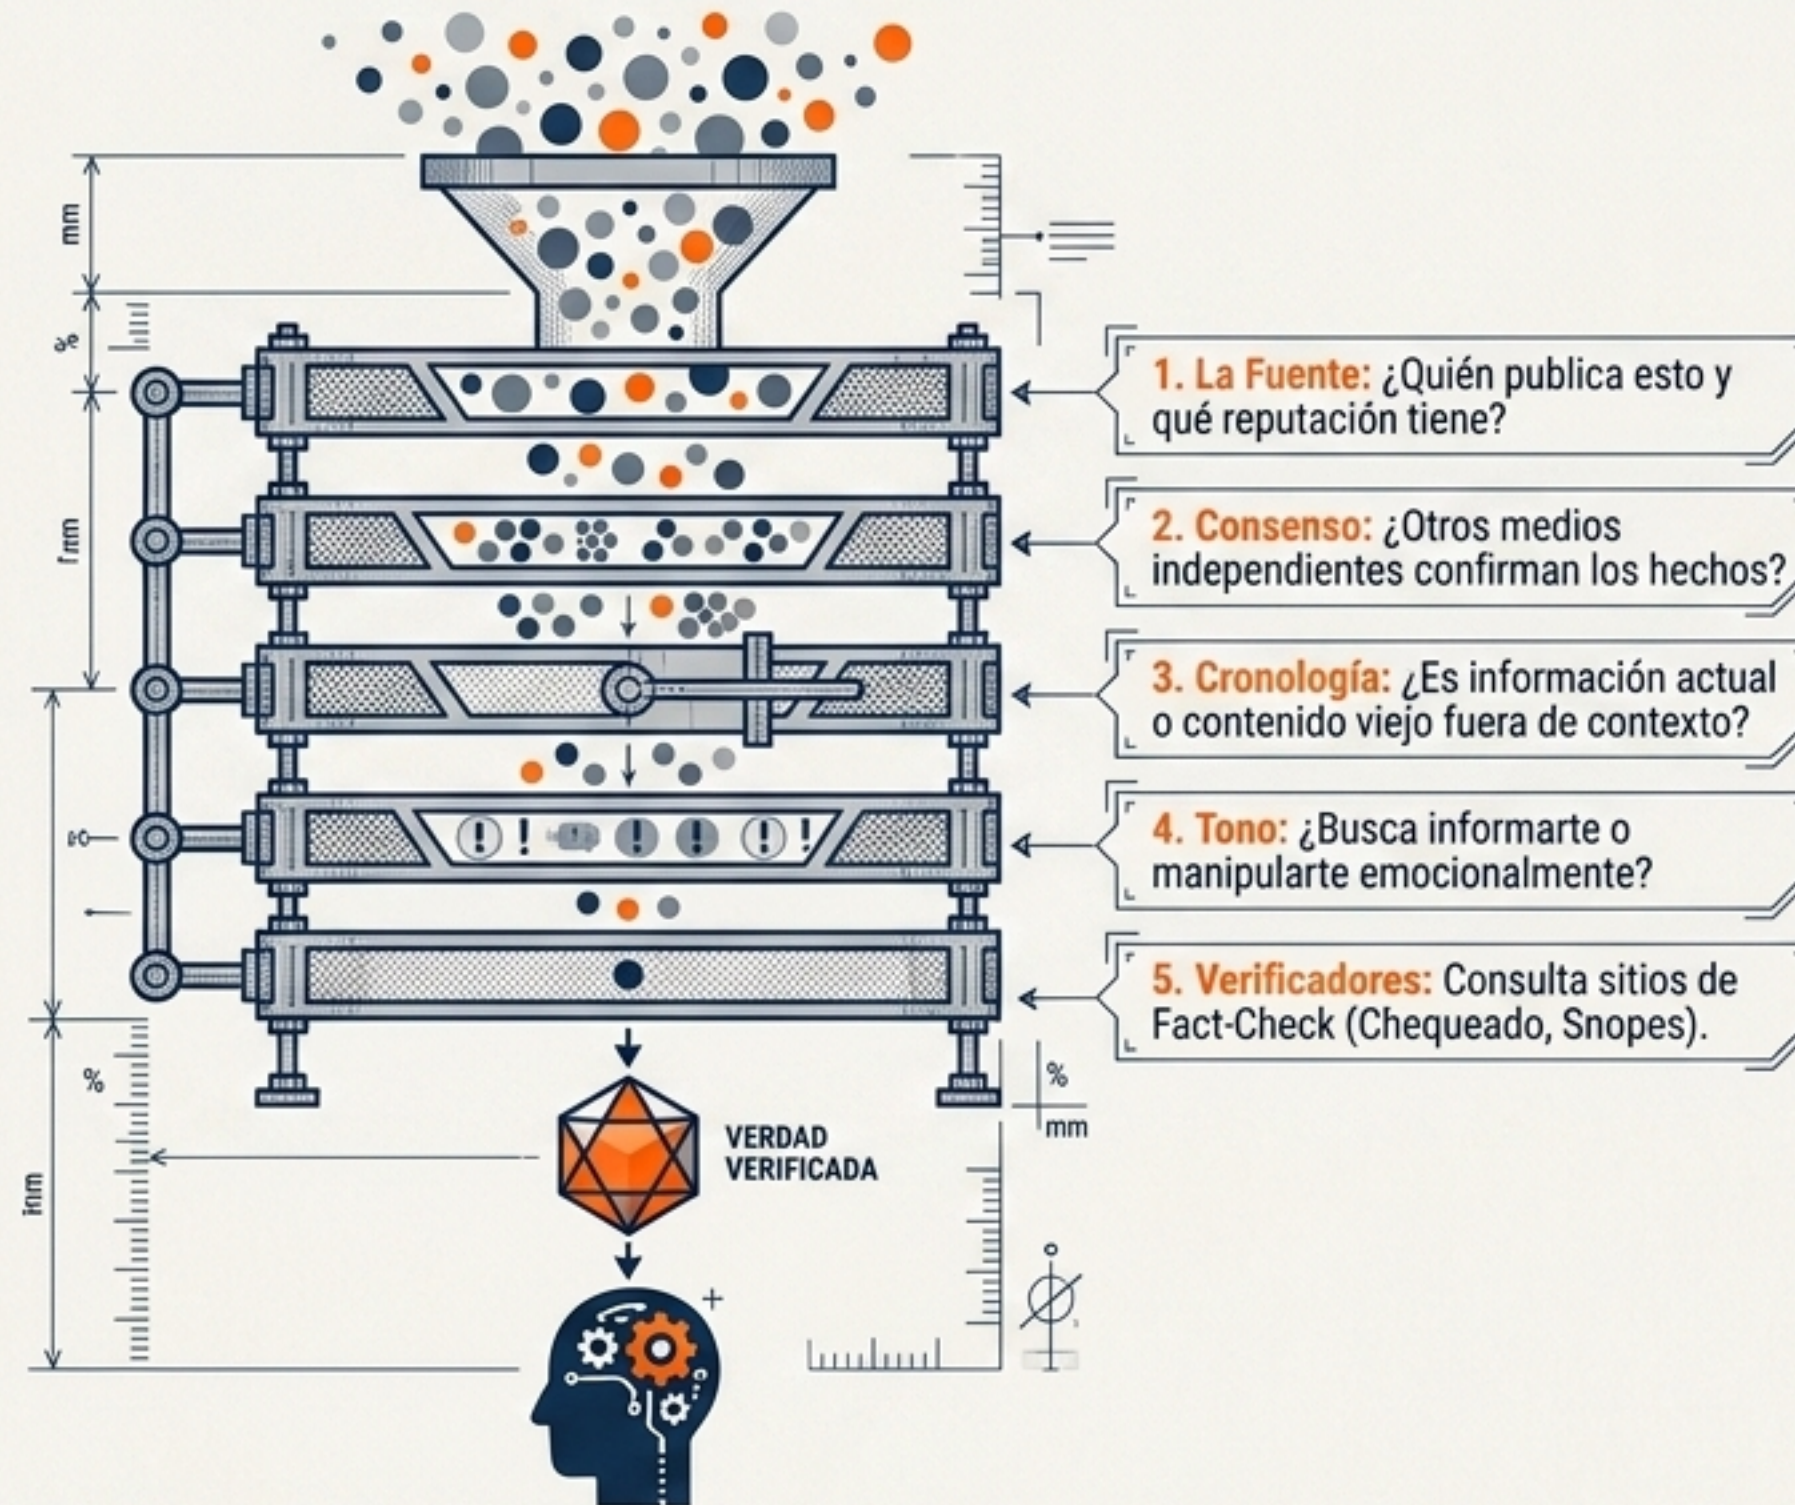 mm
1. La Fuente: ¿Quién publica esto y
qué reputación tiene?
2. Consenso: ¿Otros medios
independientes confirman los hechos?
3. Cronología: ¿Es información actual
o contenido viejo fuera de contexto?
4. Tono: ¿Busca informarte o
manipularte emocionalmente?
5. Verificadores: Consulta sitios de
Fact-Check (Chequeado, Snopes).
%
%
mm
VERDAD
VERIFICADA